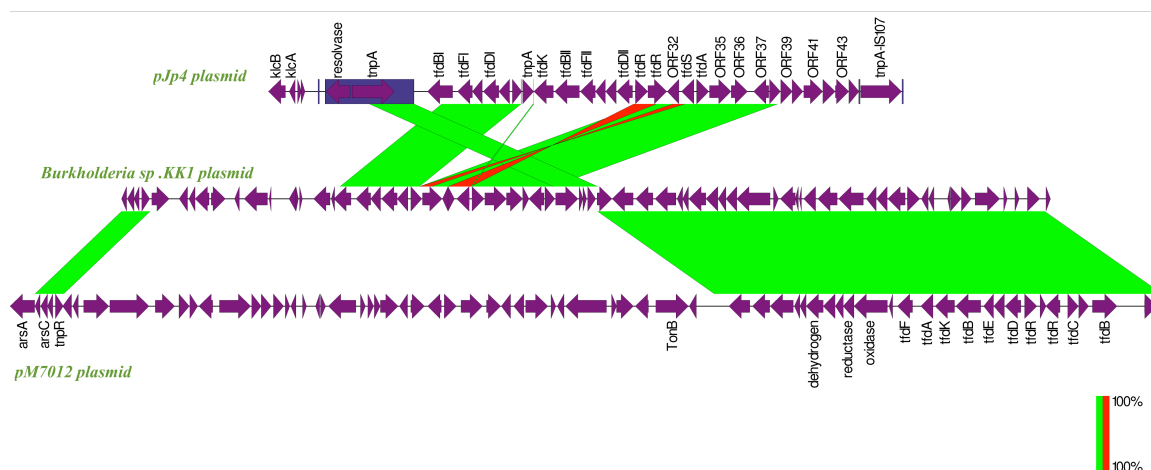 klcB
klcA
resolvase
tnpA
tfdBI
tfdFI
tfdDI
tnpA
tfdK
tfdBII
tfdFII
tfdDII
tfdR
tfdR
ORF32
tfdS
tfdA
ORF35
ORF36
ORF37
ORF39
ORF41
ORF43
tnpA-IS107
pJp4 plasmid
Burkholderia sp .KK1 plasmid
arsA
arsC
tnpR
TonB
dehydrogen
reductase
oxidase
tfdF
tfdA
tfdK
tfdB
tfdE
tfdD
tfdR
tfdR
tfdC
tfdB
pM7012 plasmid
100%
100%